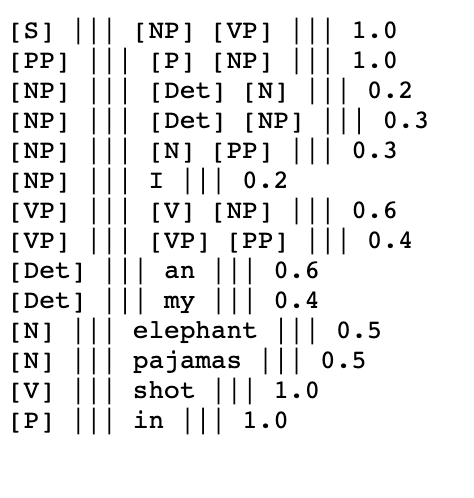 [S] ||| [NP] [VP] ||| 1.0
[PP] ||| [P] [NP] ||| 1.0
[NP] ||| [Det] [N] ||| 0.2
[NP] ||| [Det] [NP] ||| 0.3
[NP] ||| [N] [PP] ||| 0.3
[NP] ||| I ||| 0.2
[VP] ||| [V] [NP] ||| 0.6
[VP] ||| [VP] [PP] ||| 0.4
[Det] ||| an ||| 0.6
[Det] ||| my ||| 0.4
[N] ||| elephant ||| 0.5
[N] ||| pajamas ||| 0.5
[V] ||| shot ||| 1.0
[P] ||| in ||| 1.0